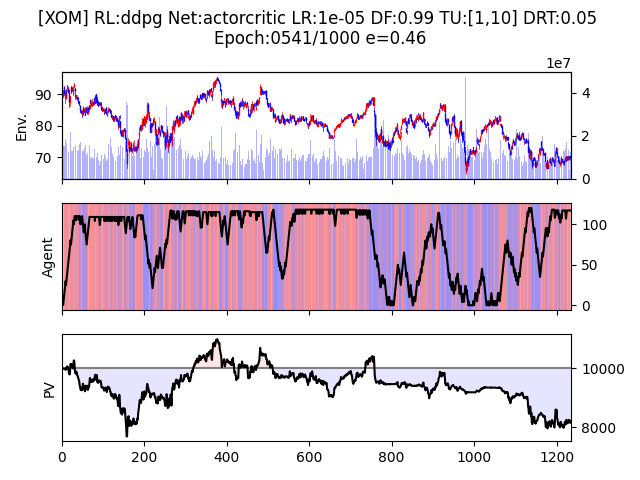 [XOM] RL:ddpg Net:actorcritic LR:1e-05 DF:0.99 TU:[1,10] DRT:0.05
Epoch:0541/1000 e=0.46
1e7
Env.
90
80
70
4
2
0
Agent
100
50
0
PV
10000
8000
0 200 400 600 800 1000 1200